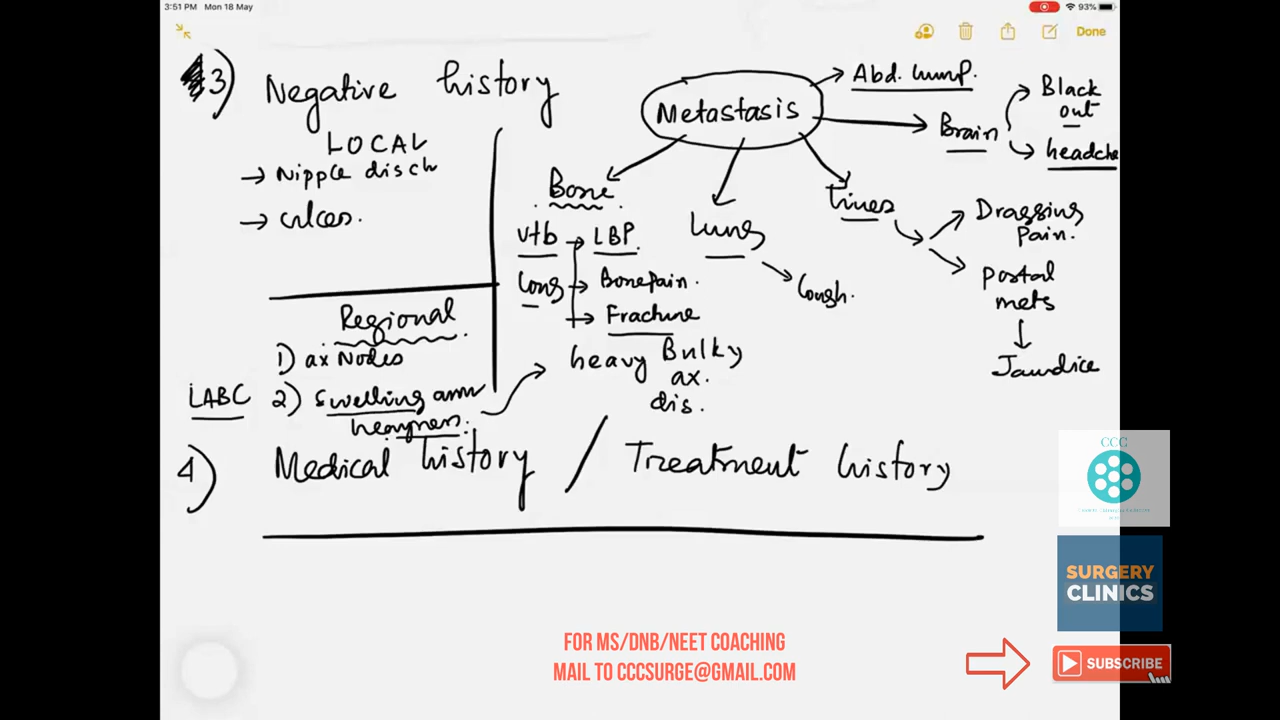 3:51 PM Mon 18 May
93%
Done
3) Negative history
LOCAL
→ Nipple disch
→ ulcer.
Regional
1) ax Nodes
LABC 2) Swelling arm
heavyness.
Metastasis
Abd. lump.
Brain
Black
out
headche
Bone
vtb → LBP.
Long → Bonepain.
→ Fracture
heavy Bulky
ax.
dis.
Lung
Cough.
Liver
Dragging
Pain.
Portal
mets
↓
Jaundice
4) Medical history / Treatment history
CCC
SURGERY
CLINICS
FOR MS/DNB/NEET COACHING
MAIL TO CCCSURGE@GMAIL.COM
SUBSCRIBE